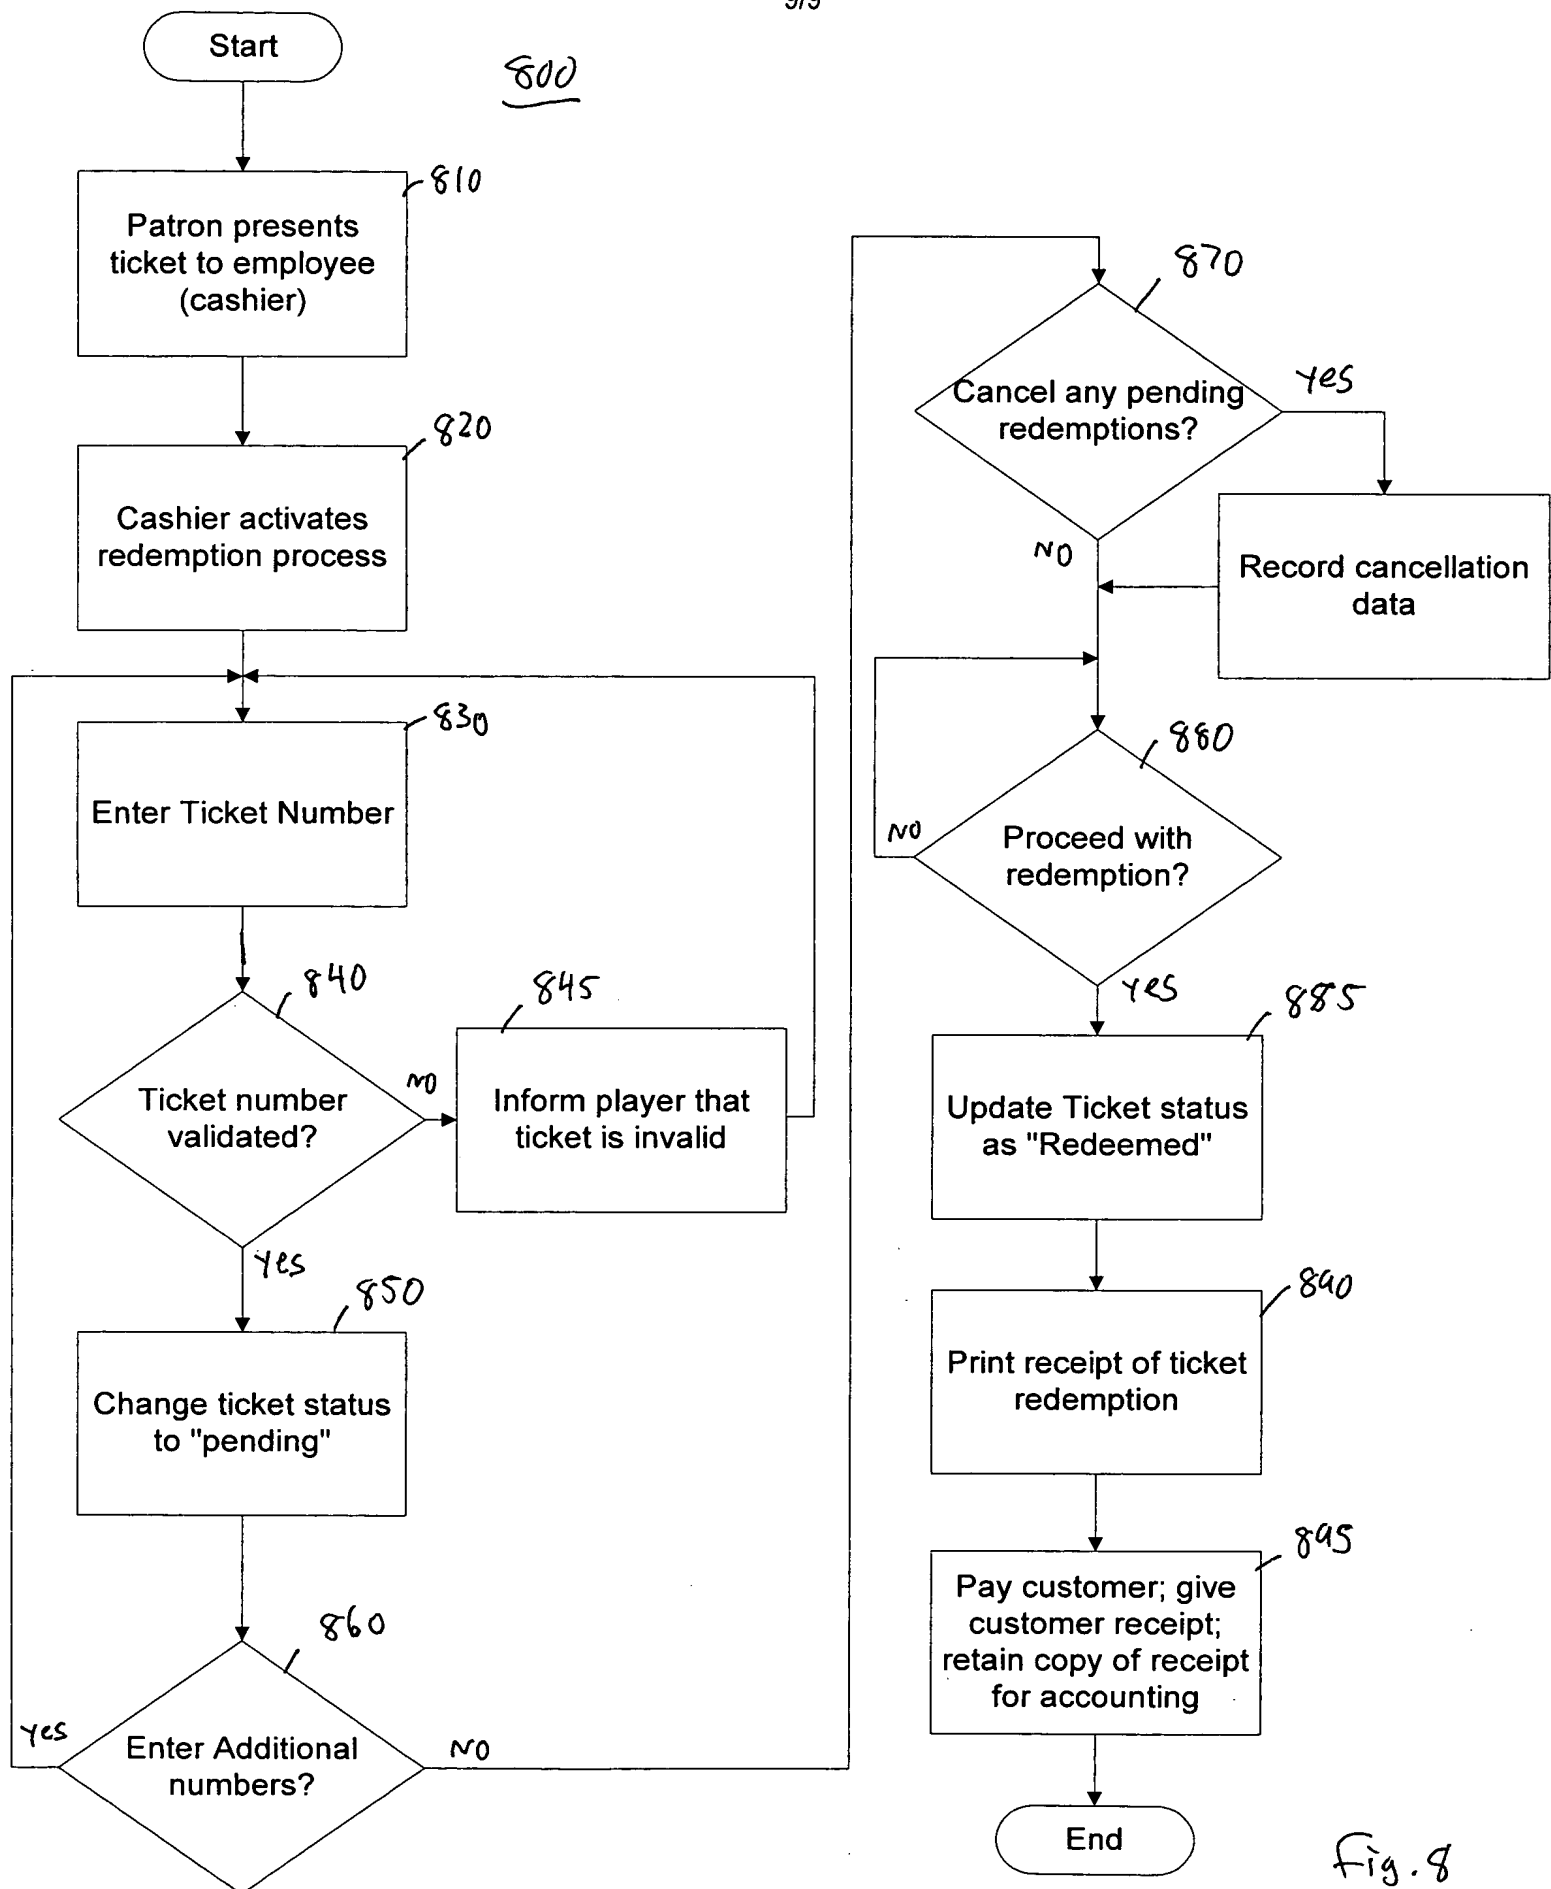 9/9
Start
800
810
Patron presents
ticket to employee
(cashier)
820
Cashier activates
redemption process
830
Enter Ticket Number
840
Ticket number
validated?
NO
845
Inform player that
ticket is invalid
yes
850
Change ticket status
to "pending"
860
yes
Enter Additional
numbers?
NO
870
Cancel any pending
redemptions?
yes
NO
Record cancellation
data
880
NO
Proceed with
redemption?
yes
885
Update Ticket status
as "Redeemed"
890
Print receipt of ticket
redemption
895
Pay customer; give
customer receipt;
retain copy of receipt
for accounting
End
Fig. 8